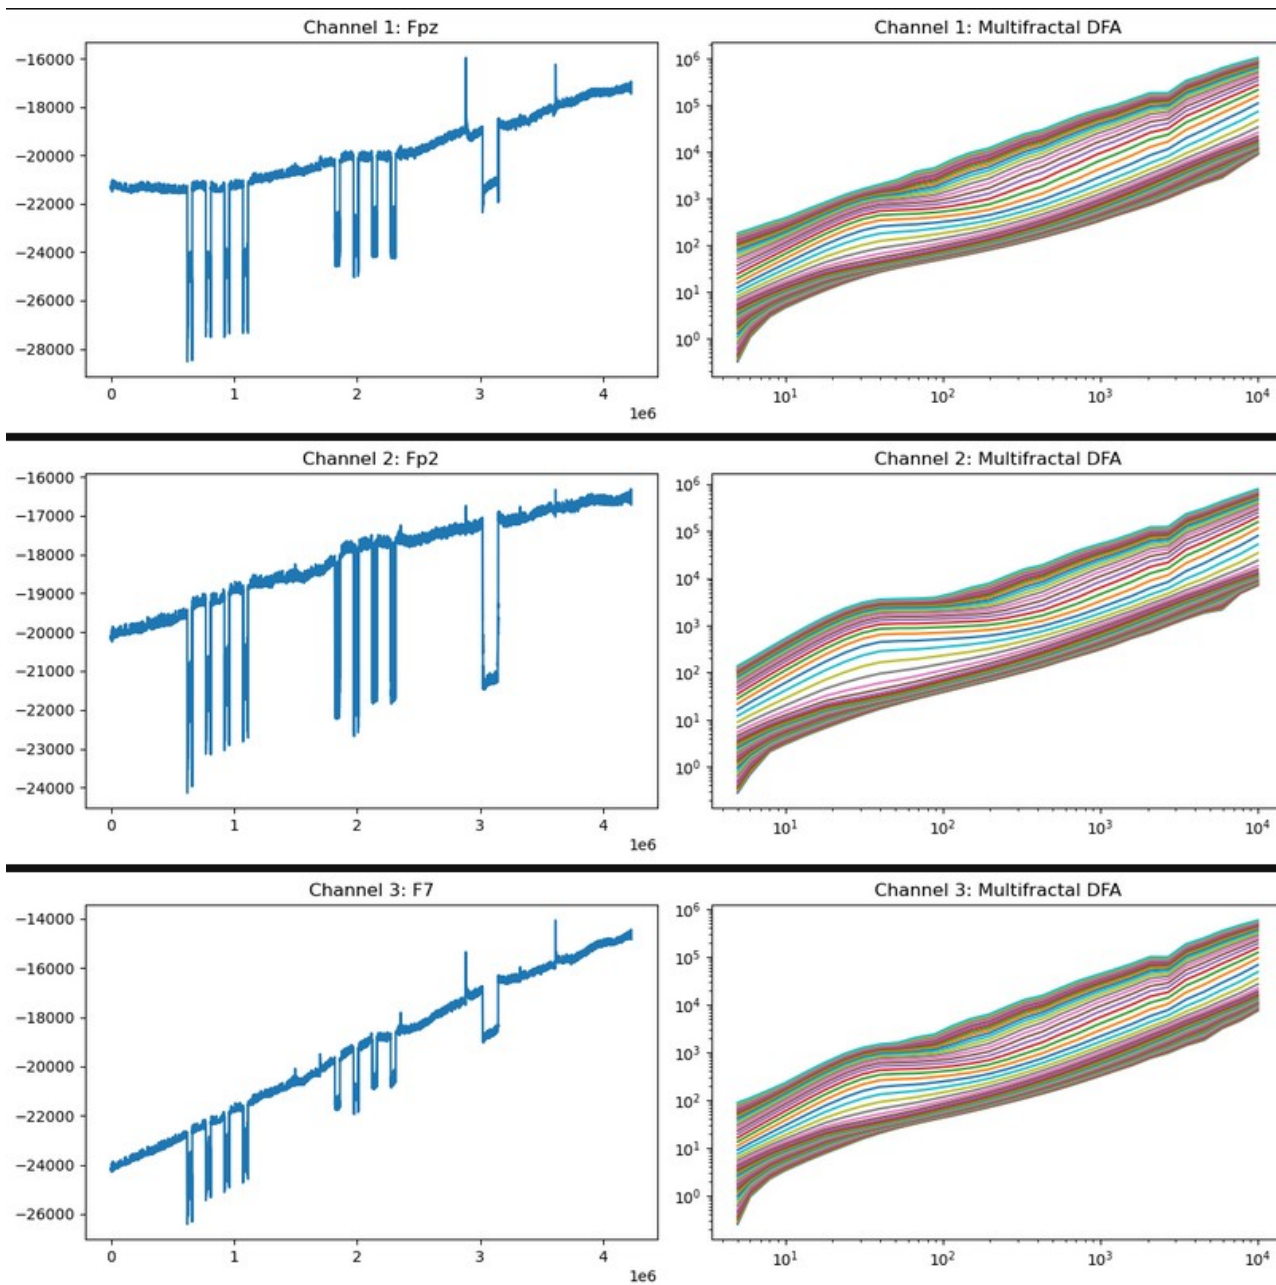 Channel 1: Fpz
Channel 1: Multifractal DFA
−16000
−18000
−20000
−22000
−24000
−26000
−28000
0 1 2 3 4
1e6
10⁶
10⁵
10⁴
10³
10²
10¹
10⁰
10¹ 10² 10³ 10⁴
Channel 2: Fp2
Channel 2: Multifractal DFA
−16000
−17000
−18000
−19000
−20000
−21000
−22000
−23000
−24000
0 1 2 3 4
1e6
10⁶
10⁵
10⁴
10³
10²
10¹
10⁰
10¹ 10² 10³ 10⁴
Channel 3: F7
Channel 3: Multifractal DFA
−14000
−16000
−18000
−20000
−22000
−24000
−26000
0 1 2 3 4
1e6
10⁶
10⁵
10⁴
10³
10²
10¹
10⁰
10¹ 10² 10³ 10⁴